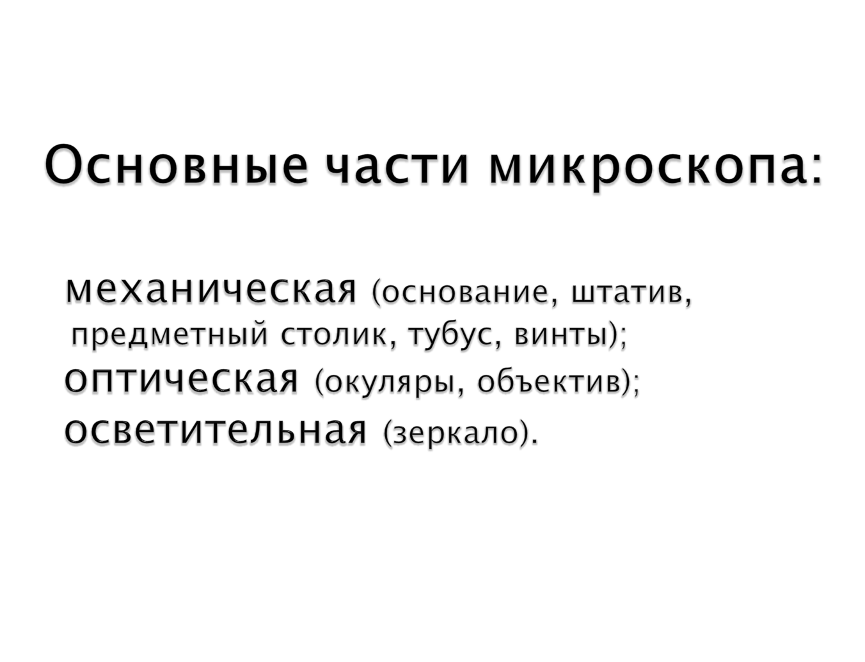 Основные части микроскопа:
механическая (основание, штатив,
предметный столик, тубус, винты);
оптическая (окуляры, объектив);
осветительная (зеркало).